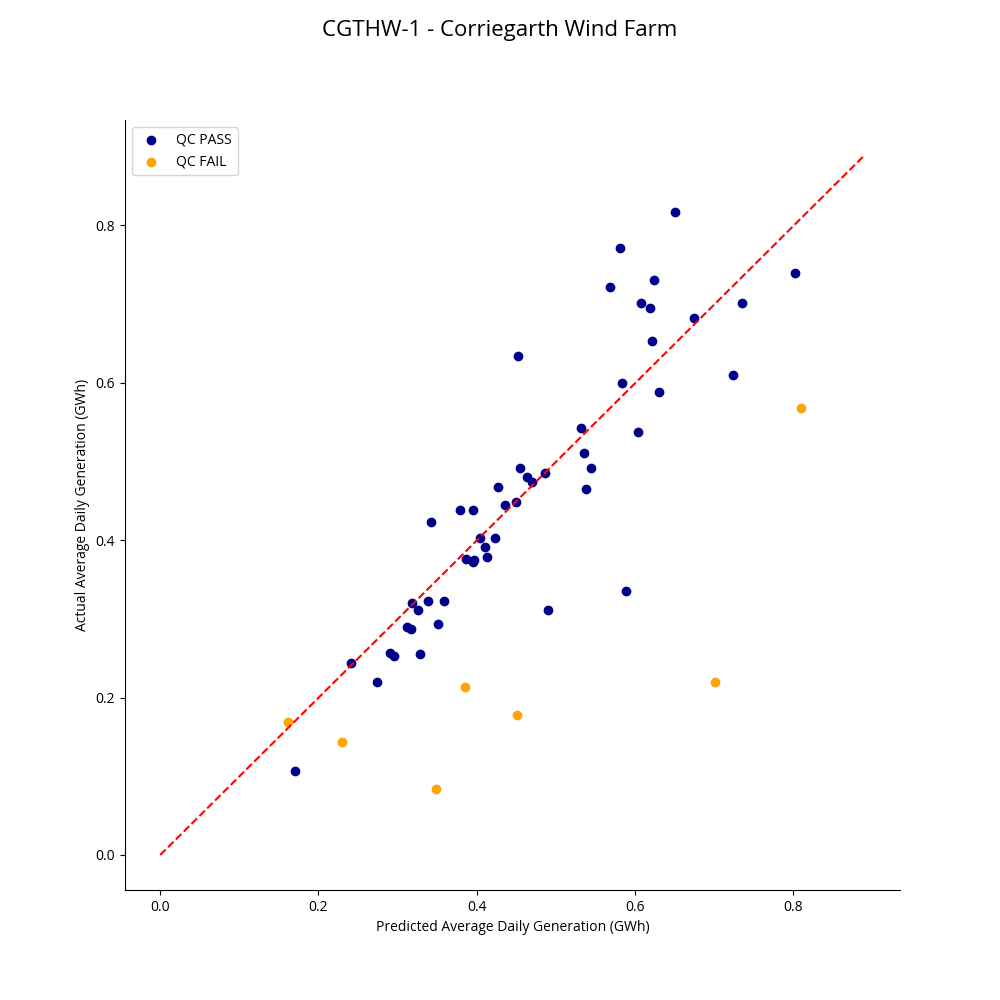 CGTHW-1 - Corriegarth Wind Farm
QC PASS
QC FAIL
Actual Average Daily Generation (GWh)
0.8
0.6
0.4
0.2
0.0
0.0 0.2 0.4 0.6 0.8
Predicted Average Daily Generation (GWh)